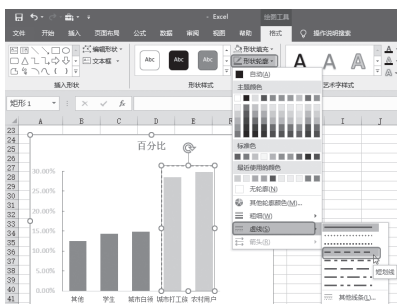 - Excel
绘图工具
文件 开始 插入 页面布局 公式 数据 审阅 视图 帮助 格式 操作说明搜索
编辑形状
文本框
Abc Abc Abc
形状填充
形状轮廓
A A A
插入形状 形状样式 艺术字样式
自动(A)
主题颜色
标准色
最近使用的颜色
无轮廓(N)
其他轮廓颜色(M)...
粗细(W)
虚线(S)
箭头(R)
短划线
其他线条(L)...
矩形 1
fx
A B C D E I J
23
24
25
26
27
28
29
30
31
32
33
34
35
36
37
38
39
40
41
百分比
30.00%
25.00%
20.00%
15.00%
10.00%
5.00%
0.00%
其他 学生 城市白领 城市打工族 农村用户